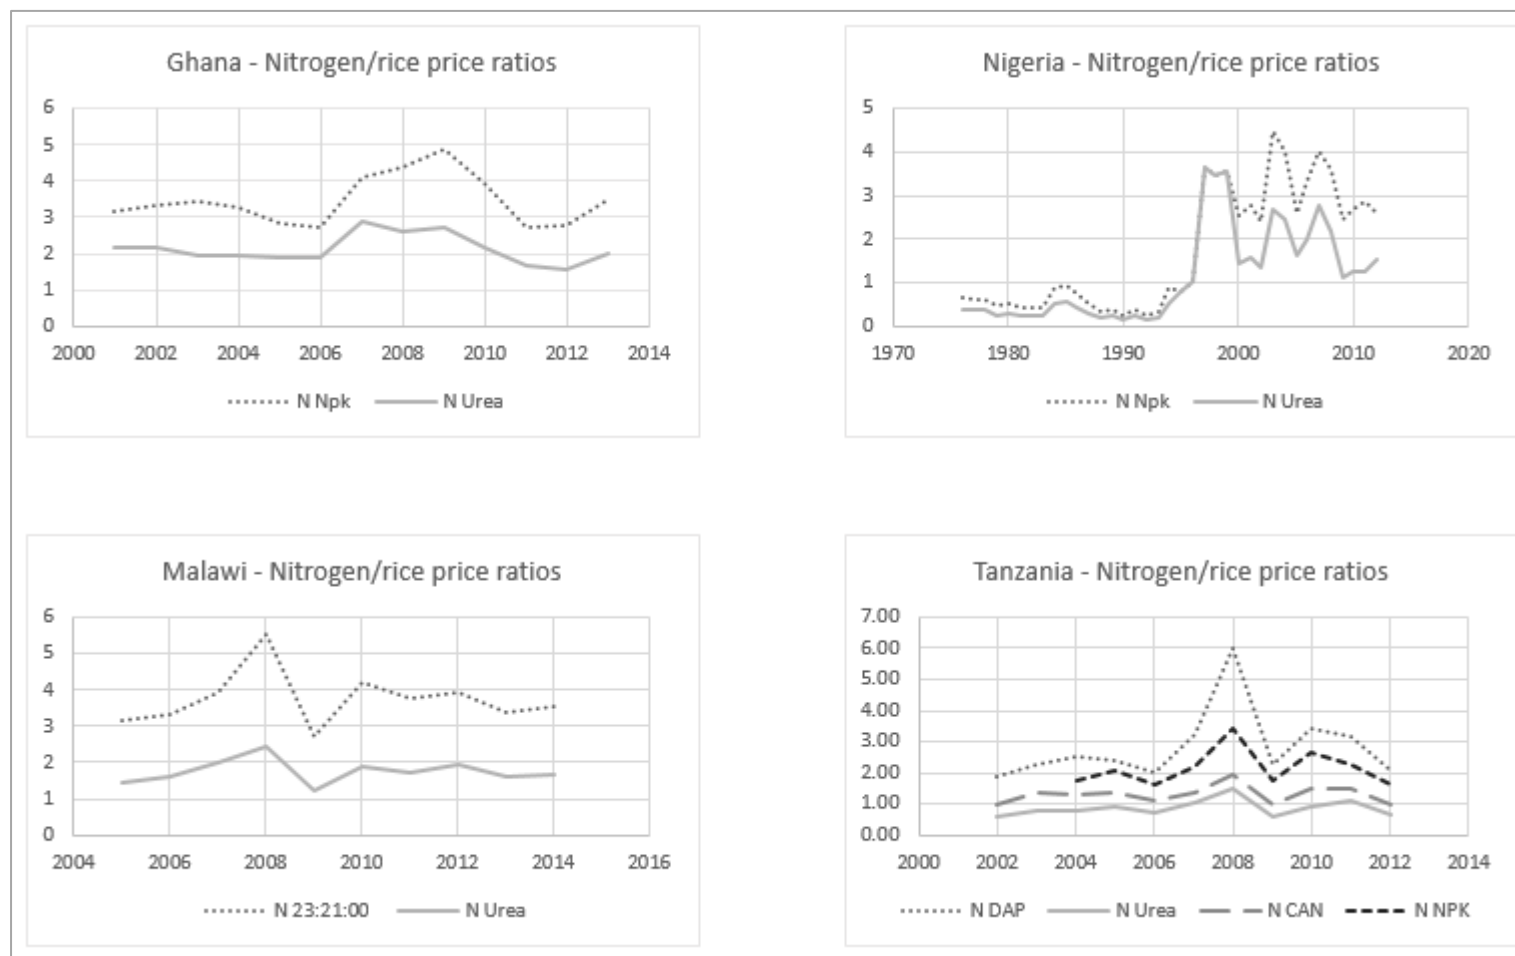 Ghana - Nitrogen/rice price ratios
6
5
4
3
2
1
0
2000 2002 2004 2006 2008 2010 2012 2014
N Npk N Urea
Nigeria - Nitrogen/rice price ratios
5
4
3
2
1
0
1970 1980 1990 2000 2010 2020
N Npk N Urea
Malawi - Nitrogen/rice price ratios
6
5
4
3
2
1
0
2004 2006 2008 2010 2012 2014 2016
N 23:21:00 N Urea
Tanzania - Nitrogen/rice price ratios
7.00
6.00
5.00
4.00
3.00
2.00
1.00
0.00
2000 2002 2004 2006 2008 2010 2012 2014
N DAP N Urea N CAN N NPK